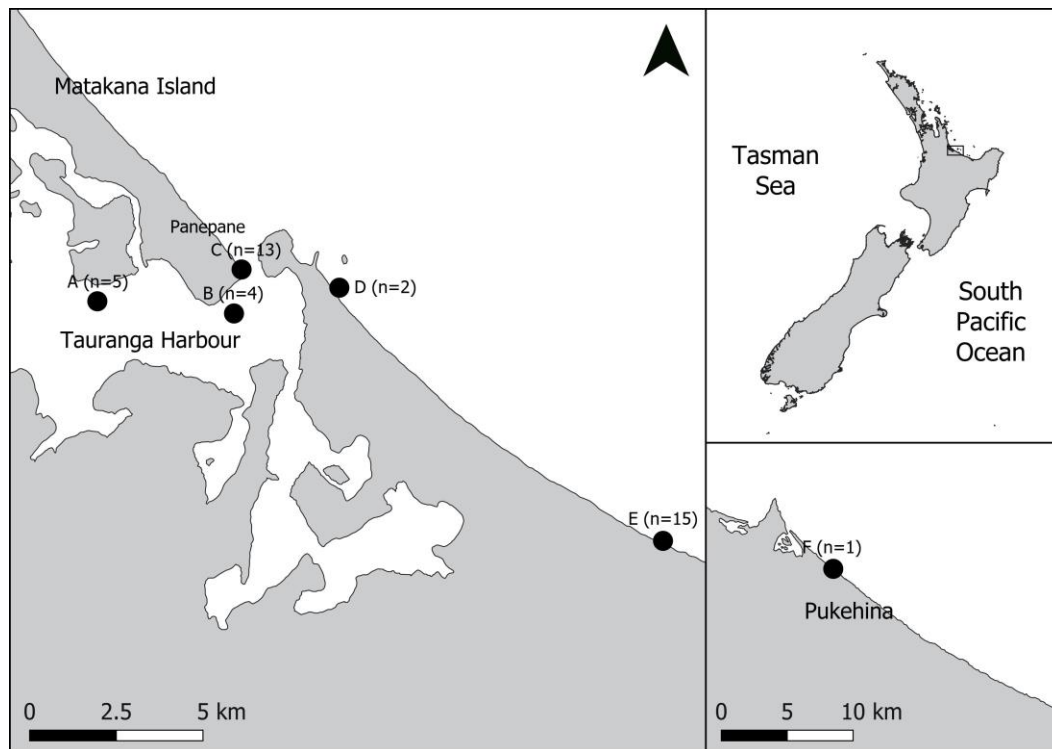 Matakana Island
Panepane
C (n=13)
A (n=5)
B (n=4)
D (n=2)
Tauranga Harbour
E (n=15)
0 2.5 5 km
Tasman
Sea
South
Pacific
Ocean
F (n=1)
Pukehina
0 5 10 km